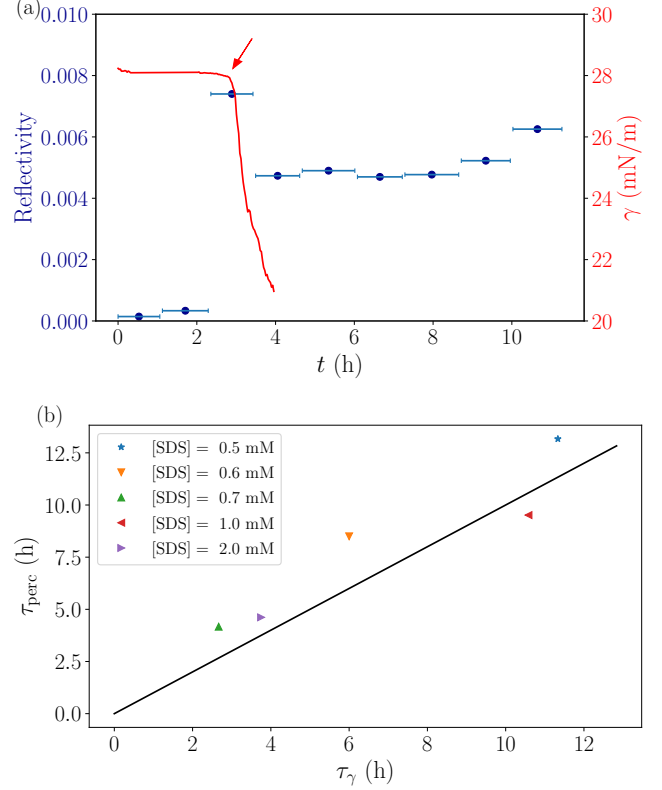 (a)
0.010
0.008
0.006
0.004
0.002
0.000
Reflectivity
30
28
26
24
22
20
γ (mN/m)
0 2 4 6 8 10
t (h)
(b)
[SDS] = 0.5 mM
[SDS] = 0.6 mM
[SDS] = 0.7 mM
[SDS] = 1.0 mM
[SDS] = 2.0 mM
12.5
10.0
7.5
5.0
2.5
0.0
τperc (h)
0 2 4 6 8 10 12
τγ (h)